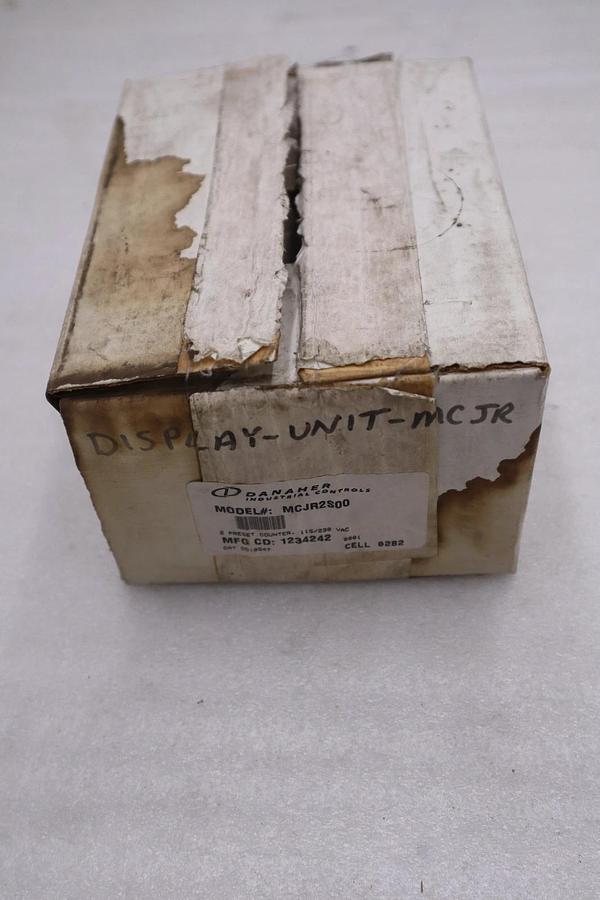 DISPLAY-UNIT-MCJR
DANAHER
INDUSTRIAL CONTROLS
MODEL#: MCJR2S00
2 PRESET COUNTER, 115/230 VAC
MFG CD: 1234242
CELL 0282